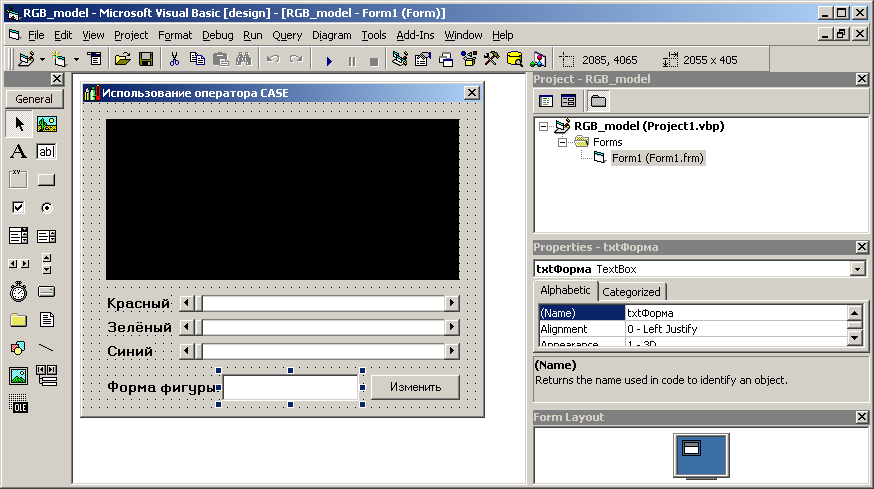 RGB_model - Microsoft Visual Basic [design] - [RGB_model - Form1 (Form)]
File Edit View Project Format Debug Run Query Diagram Tools Add-Ins Window Help
2085, 4065 2055 x 405
General
A ab|
xv
OLE
Использование оператора CASE
Красный
Зелёный
Синий
Форма фигуры
Изменить
Project - RGB_model
RGB_model (Project1.vbp)
Forms
Form1 (Form1.frm)
Properties - txtФорма
txtФорма TextBox
Alphabetic Categorized
(Name) txtФорма
Alignment 0 - Left Justify
Appearance 1 - 3D
(Name)
Returns the name used in code to identify an object.
Form Layout